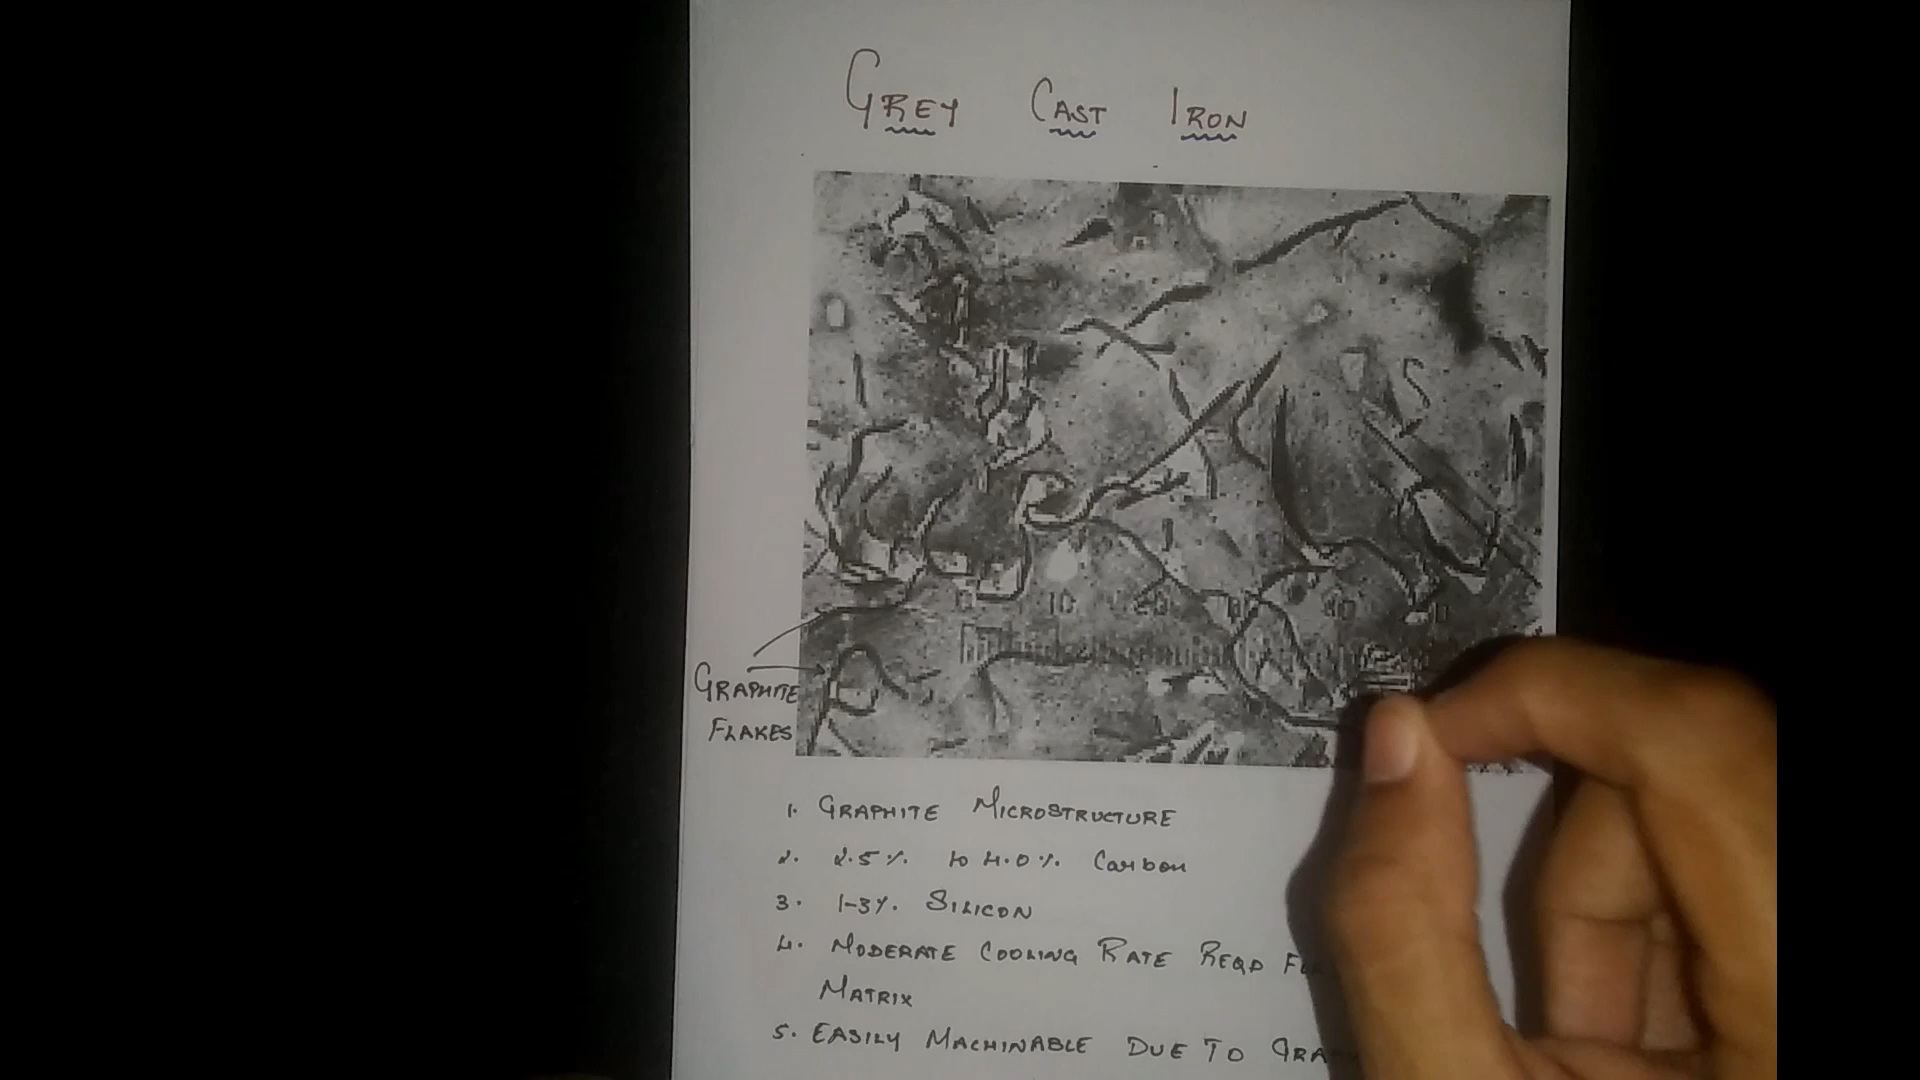 GREY CAST IRON
GRAPHITE
FLAKES
1. GRAPHITE MICROSTRUCTURE
2. 2.5% to 4.0% Carbon
3. 1-3% SILICON
4. MODERATE COOLING RATE REQD
MATRIX
5. EASILY MACHINABLE DUE TO